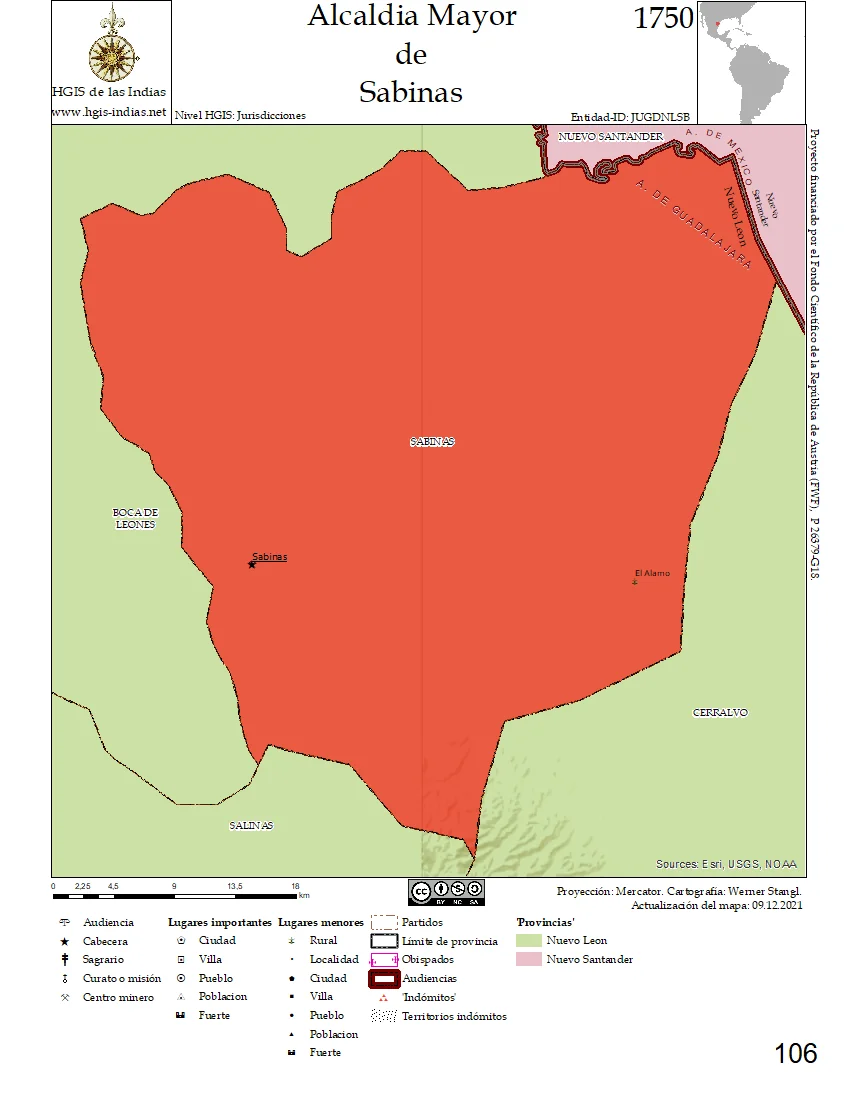 Alcaldia Mayor
de
Sabinas
1750
HGIS de las Indias
www.hgis-indias.net
Nivel HGIS: Jurisdicciones
Entidad-ID: JUGDNLSB
NUEVO SANTANDER
A. DE MEXICO
Nuevo
Santander
Nuevo Leon
A. DE GUADALAJARA
Proyecto financiado por el Fondo Científico de la República de Austria (FWF), P 26379-G18.
SABINAS
BOCA DE
LEONES
Sabinas
El Alamo
CERRALVO
SALINAS
Sources: Esri, USGS, NOAA
0 2,25 4,5 9 13,5 18
km
CC BY NC SA
Proyección: Mercator. Cartografía: Werner Stangl.
Actualización del mapa: 09.12.2021
Audiencia
Cabecera
Sagrario
Curato o misión
Centro minero
Lugares importantes
Ciudad
Villa
Pueblo
Poblacion
Fuerte
Lugares menores
Rural
Localidad
Ciudad
Villa
Pueblo
Poblacion
Fuerte
Partidos
Límite de provincia
Obispados
Audiencias
'Indómitos'
Territorios indómitos
'Provincias'
Nuevo Leon
Nuevo Santander
106